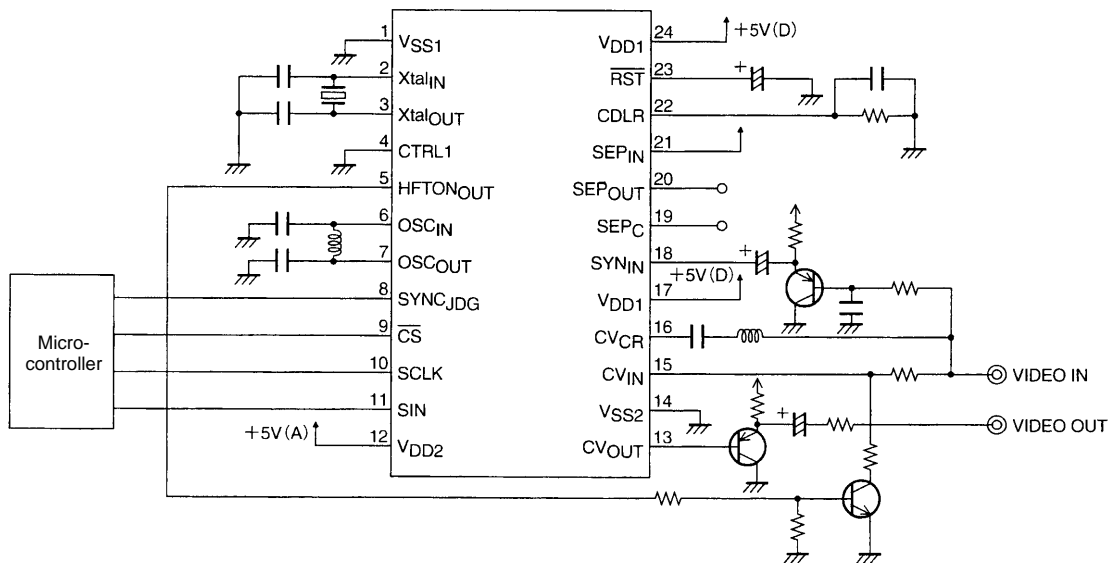 1 VSS1
2 XtalIN
3 XtalOUT
4 CTRL1
5 HFTONOUT
6 OSCIN
7 OSCOUT
8 SYNCJDG
9 CS
10 SCLK
11 SIN
+5V(A)
12 VDD2
Micro-
controller
VDD1 24
+5V(D)
RST 23
+
CDLR 22
SEPIN 21
SEPOUT 20
SEPC 19
SYNIN 18
+
+5V(D)
VDD1 17
CVCR 16
CVIN 15
VIDEO IN
VSS2 14
+
VIDEO OUT
CVOUT 13